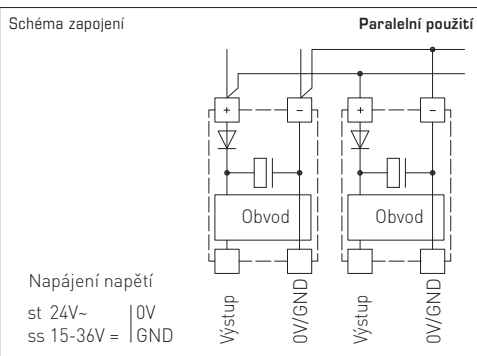 Schéma zapojení
Paralelní použití
+ − + −
Obvod Obvod
Napájení napětí
st 24V~ 0V
ss 15-36V = GND
Výstup
0V/GND
Výstup
0V/GND